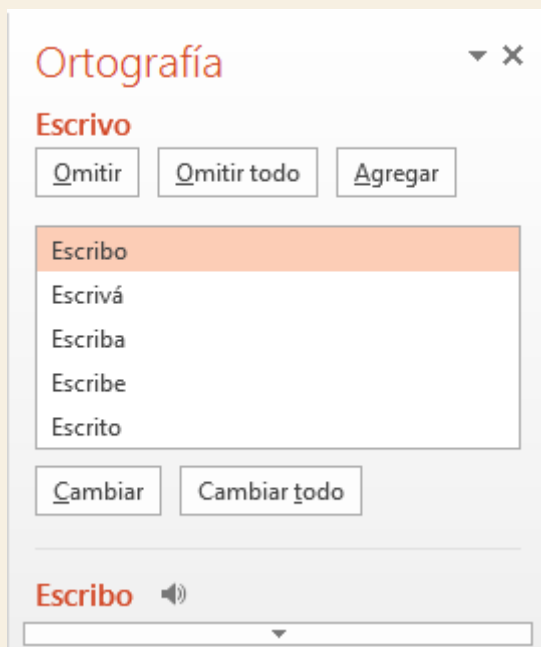 Ortografía
Escrivo
Omitir Omitir todo Agregar
Escribo
Escrivá
Escriba
Escribe
Escrito
Cambiar Cambiar todo
Escribo